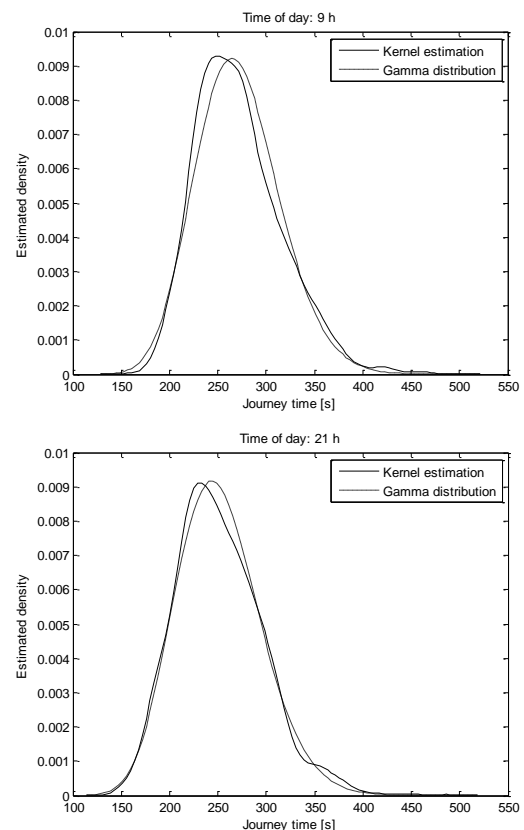 Time of day: 9 h
0.01
0.009
0.008
0.007
0.006
0.005
0.004
0.003
0.002
0.001
0
Estimated density
Kernel estimation
Gamma distribution
100 150 200 250 300 350 400 450 500 550
Journey time [s]
Time of day: 21 h
0.01
0.009
0.008
0.007
0.006
0.005
0.004
0.003
0.002
0.001
0
Estimated density
Kernel estimation
Gamma distribution
100 150 200 250 300 350 400 450 500 550
Journey time [s]